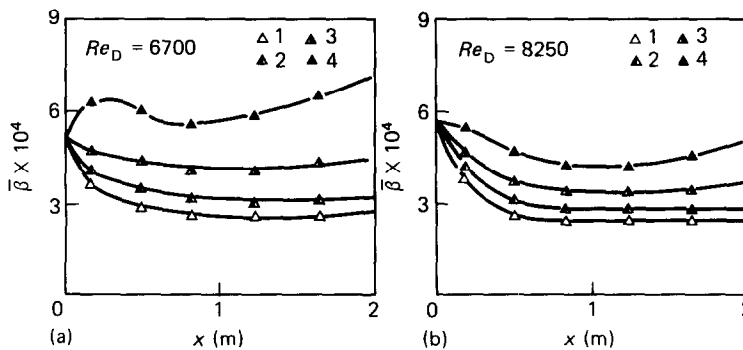 9
6
3
0
β̄ × 10⁴
Re_D = 6700
△ 1 ▲ 3
▲ 2 ▲ 4
0 1 2
(a) x (m)
9
6
3
0
β̄ × 10⁴
Re_D = 8250
△ 1 ▲ 3
▲ 2 ▲ 4
0 1 2
(b) x (m)